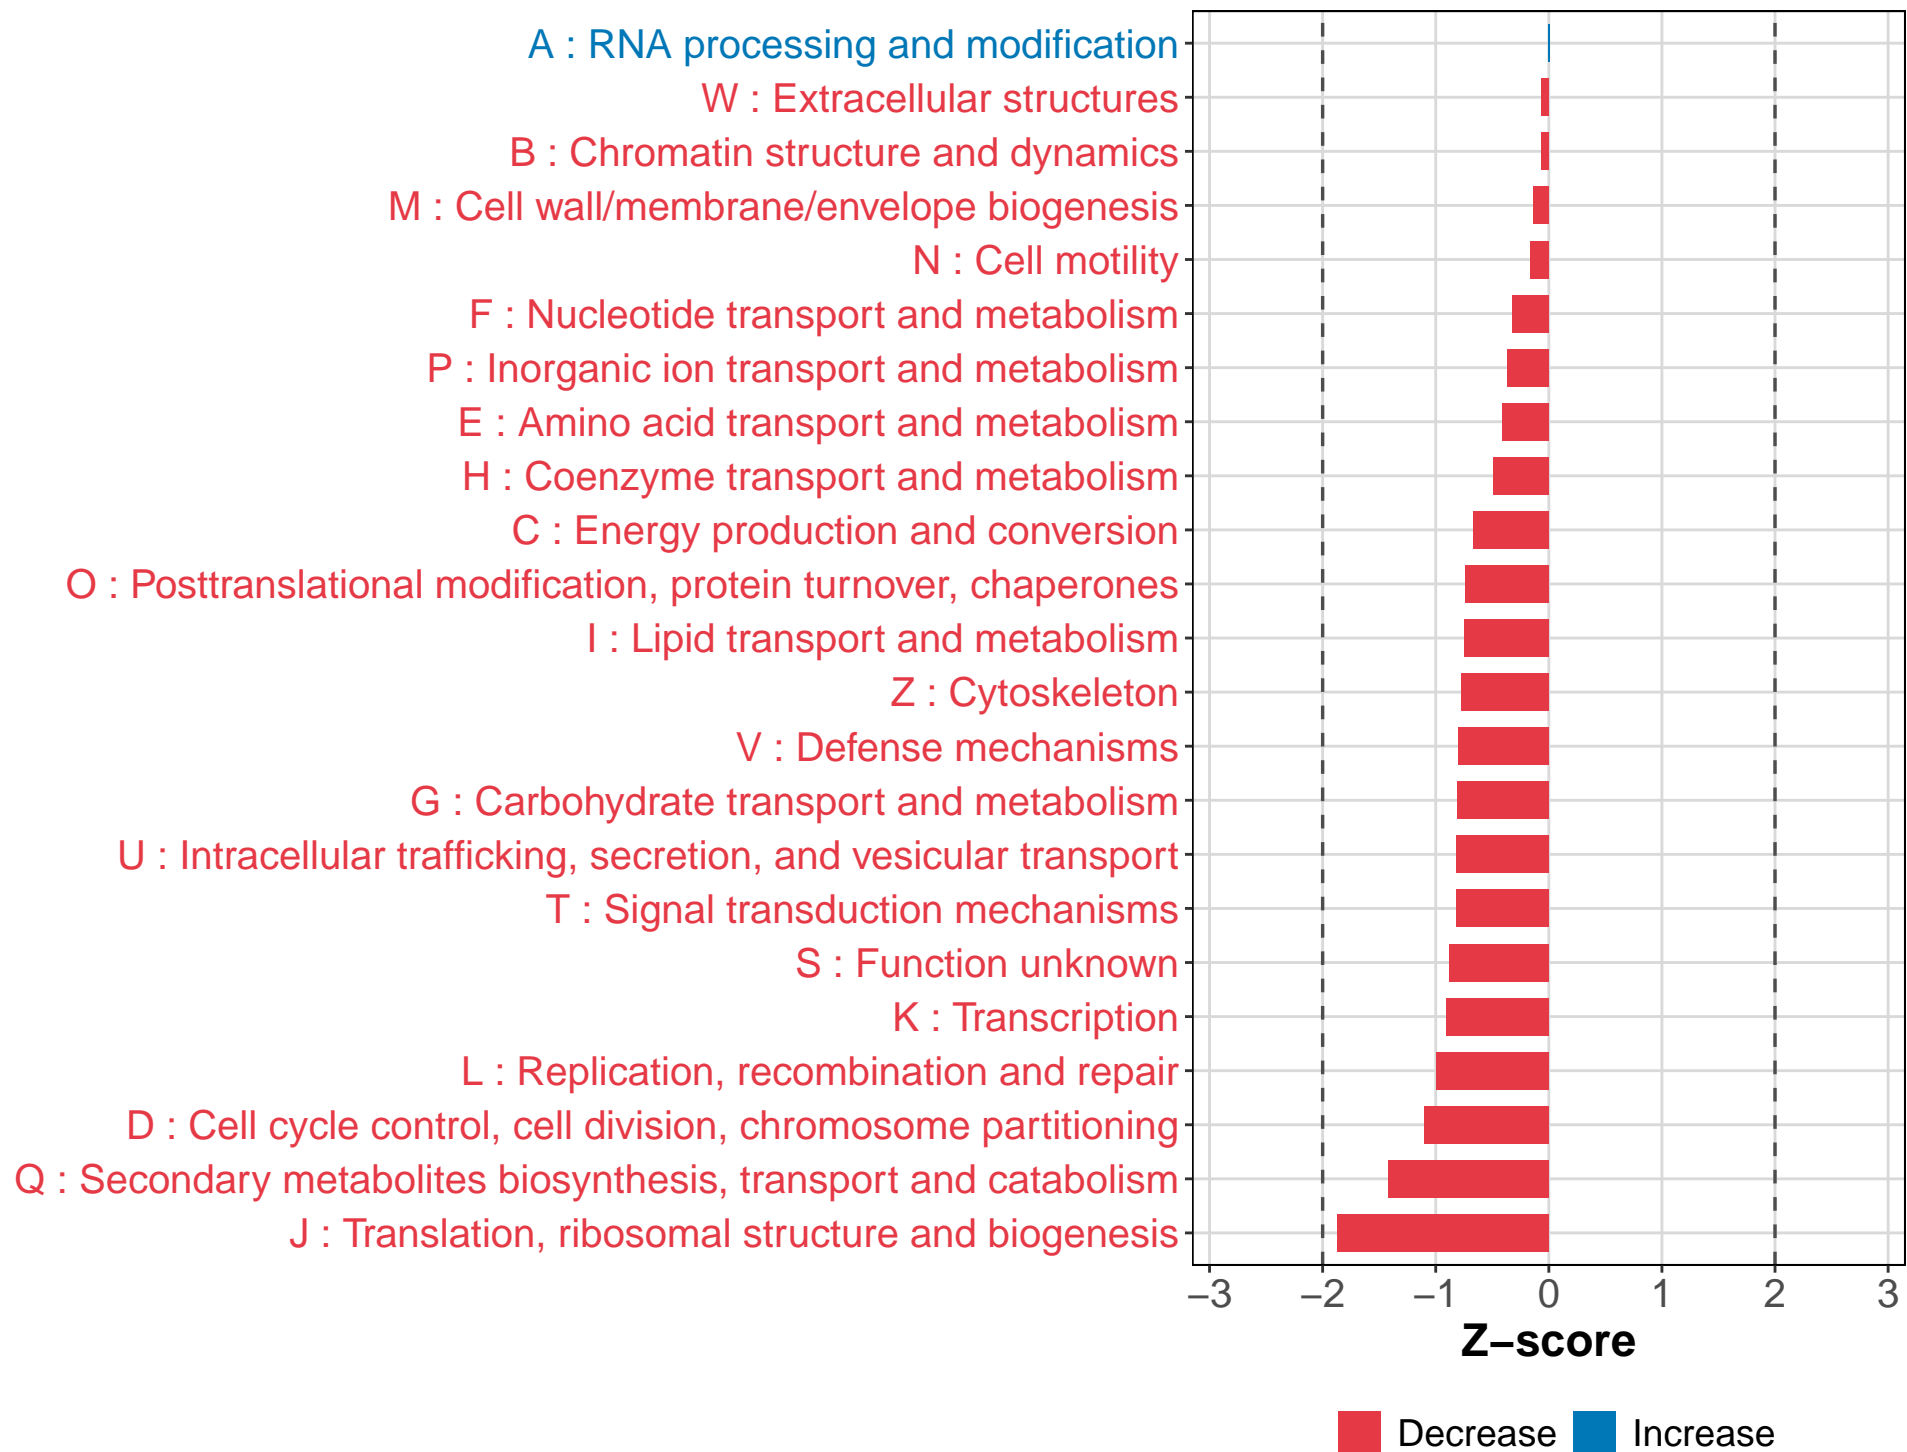 A : RNA processing and modification
W : Extracellular structures
B : Chromatin structure and dynamics
M : Cell wall/membrane/envelope biogenesis
N : Cell motility
F : Nucleotide transport and metabolism
P : Inorganic ion transport and metabolism
E : Amino acid transport and metabolism
H : Coenzyme transport and metabolism
C : Energy production and conversion
O : Posttranslational modification, protein turnover, chaperones
I : Lipid transport and metabolism
Z : Cytoskeleton
V : Defense mechanisms
G : Carbohydrate transport and metabolism
U : Intracellular trafficking, secretion, and vesicular transport
T : Signal transduction mechanisms
S : Function unknown
K : Transcription
L : Replication, recombination and repair
D : Cell cycle control, cell division, chromosome partitioning
Q : Secondary metabolites biosynthesis, transport and catabolism
J : Translation, ribosomal structure and biogenesis
−3 −2 −1 0 1 2 3
Z−score
Decrease Increase